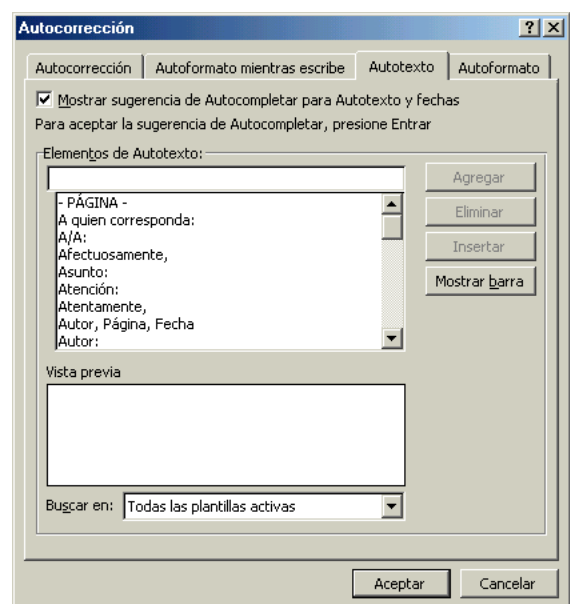 Autocorrección
Autocorrección Autoformato mientras escribe Autotexto Autoformato
Mostrar sugerencia de Autocompletar para Autotexto y fechas
Para aceptar la sugerencia de Autocompletar, presione Entrar
Elementos de Autotexto:
Agregar
- PÁGINA -
A quien corresponda:
Eliminar
A/A:
Afectuosamente,
Insertar
Asunto:
Atención:
Mostrar barra
Atentamente,
Autor, Página, Fecha
Autor:
Vista previa
Buscar en: Todas las plantillas activas
Aceptar Cancelar